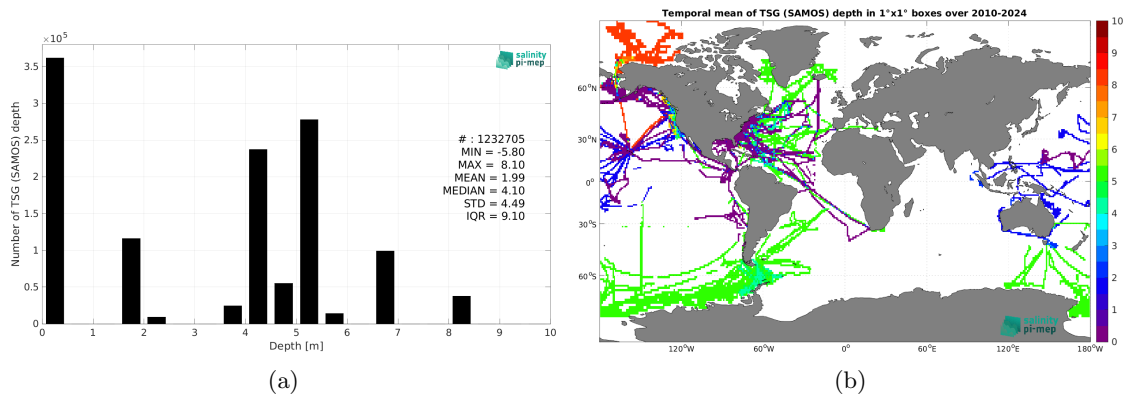 ×10⁵
3.5
3
2.5
2
1.5
1
0.5
0
0 1 2 3 4 5 6 7 8 9 10
Number of TSG (SAMOS) depth
Depth [m]
salinity
pi-mep
# : 1232705
MIN = -5.80
MAX = 8.10
MEAN = 1.99
MEDIAN = 4.10
STD = 4.49
IQR = 9.10
(a)
Temporal mean of TSG (SAMOS) depth in 1°x1° boxes over 2010-2024
60°N
30°N
0°
30°S
60°S
120°W 60°W 0° 60°E 120°E 180°W
salinity
pi-mep
10
9
8
7
6
5
4
3
2
1
0
(b)